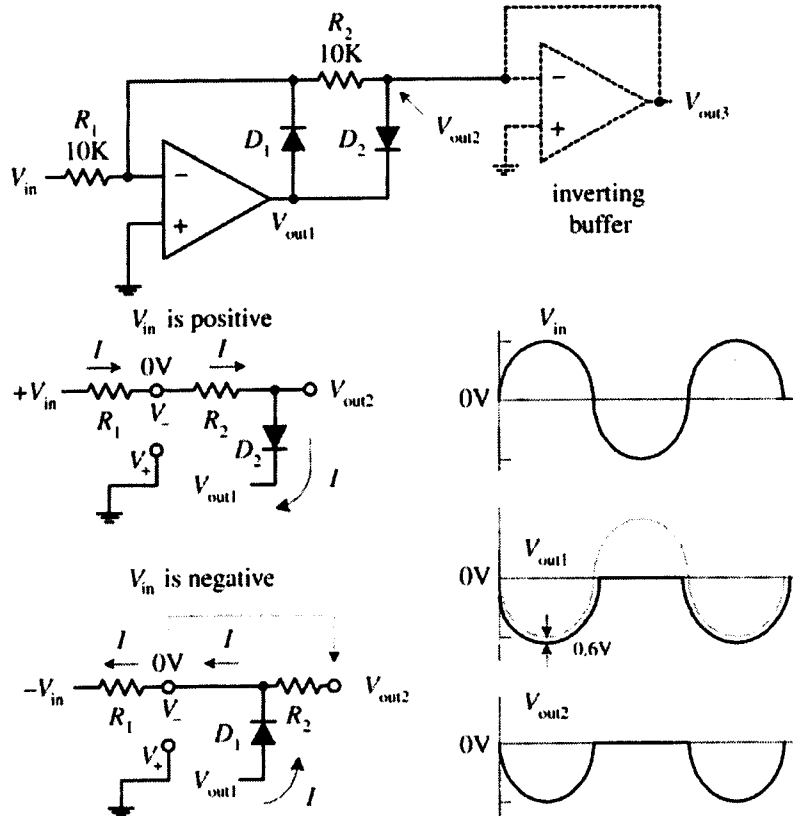 R2
10K
R1
10K
Vin
−
+
D1
D2
Vout1
Vout2
−
+
Vout3
inverting
buffer
Vin is positive
I
0V
I
+Vin
R1
V−
R2
Vout2
V+
D2
Vout1
I
Vin is negative
I
0V
I
−Vin
R1
V−
R2
Vout2
V+
D1
Vout1
I
Vin
0V
Vout1
0V
0.6V
Vout2
0V